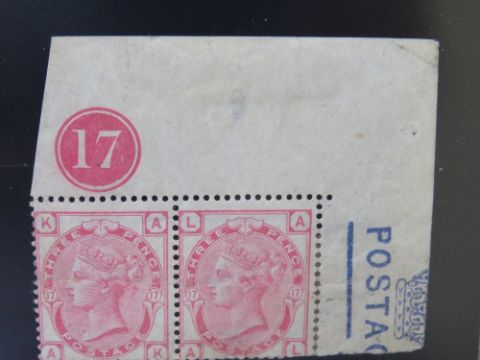 17
K A
THREE PENCE
17 17
POSTAGE
A K
L A
THREE PENCE
17 17
POSTAGE
A L
POSTAG